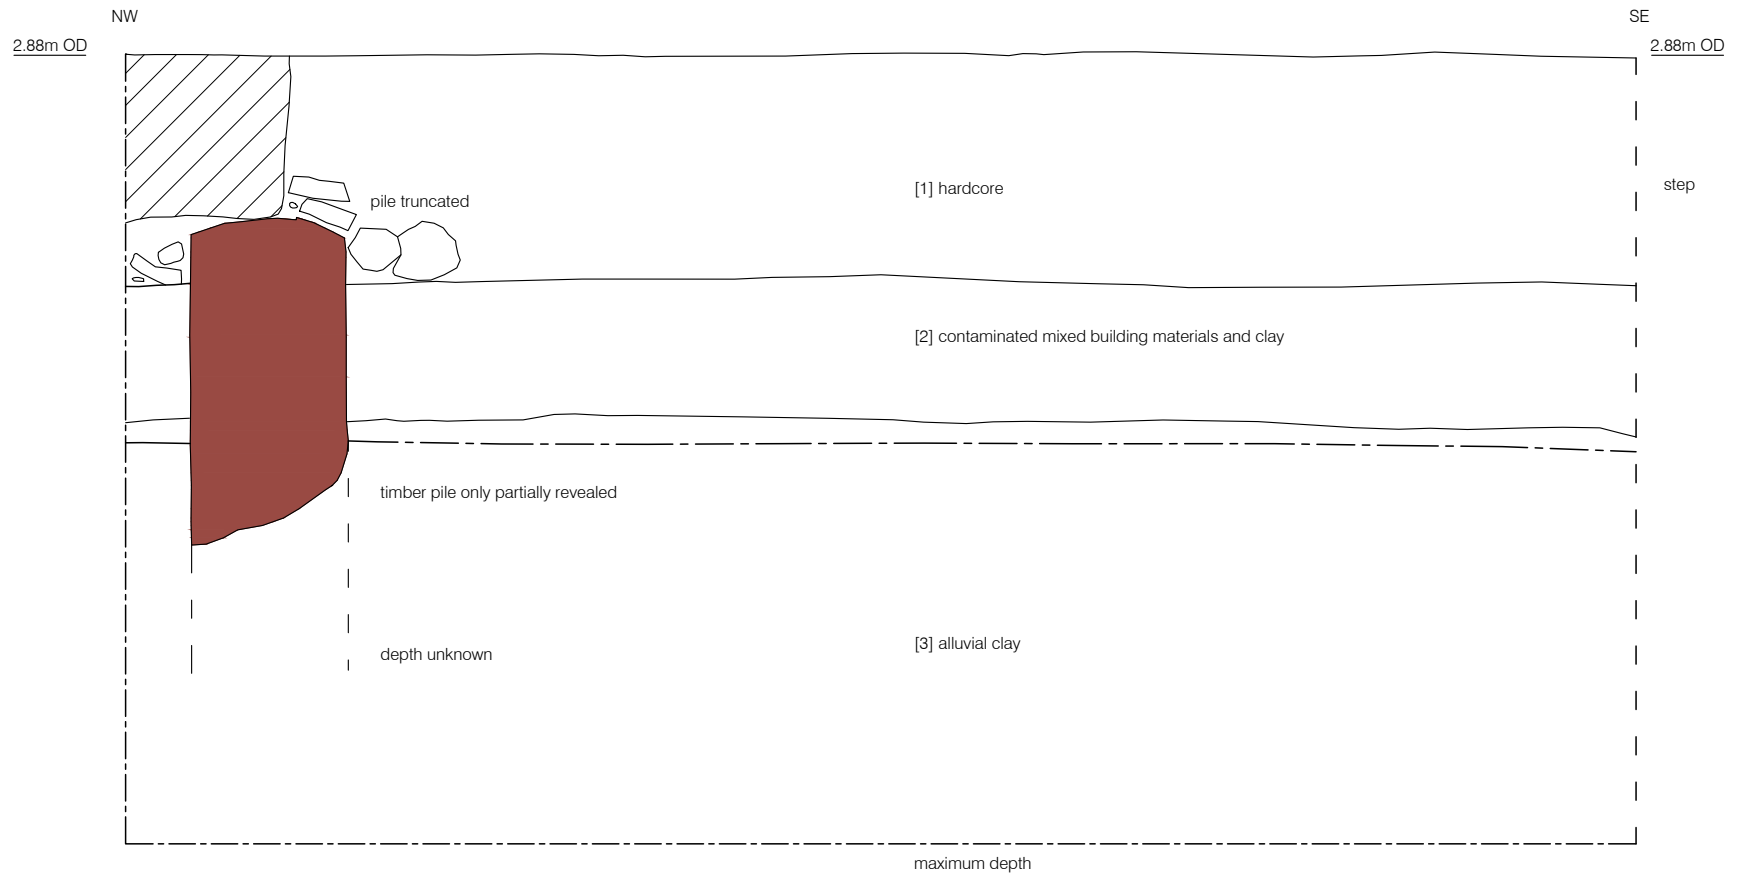 NW
SE
2.88m OD
2.88m OD
step
[1] hardcore
pile truncated
[2] contaminated mixed building materials and clay
timber pile only partially revealed
[3] alluvial clay
depth unknown
maximum depth